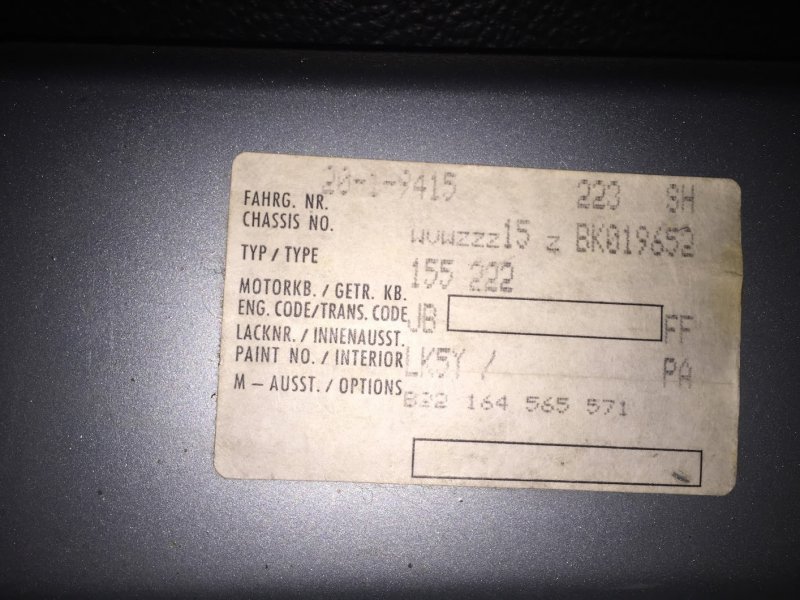 20-1-9415 223 SH
FAHRG. NR.
CHASSIS NO. WVWZZZ15 Z BK019652
TYP / TYPE 155 222
MOTORKB. / GETR. KB.
ENG. CODE/TRANS. CODE JB FF
LACKNR. / INNENAUSST.
PAINT NO. / INTERIOR LK5Y / PA
M – AUSST. / OPTIONS B22 164 565 571